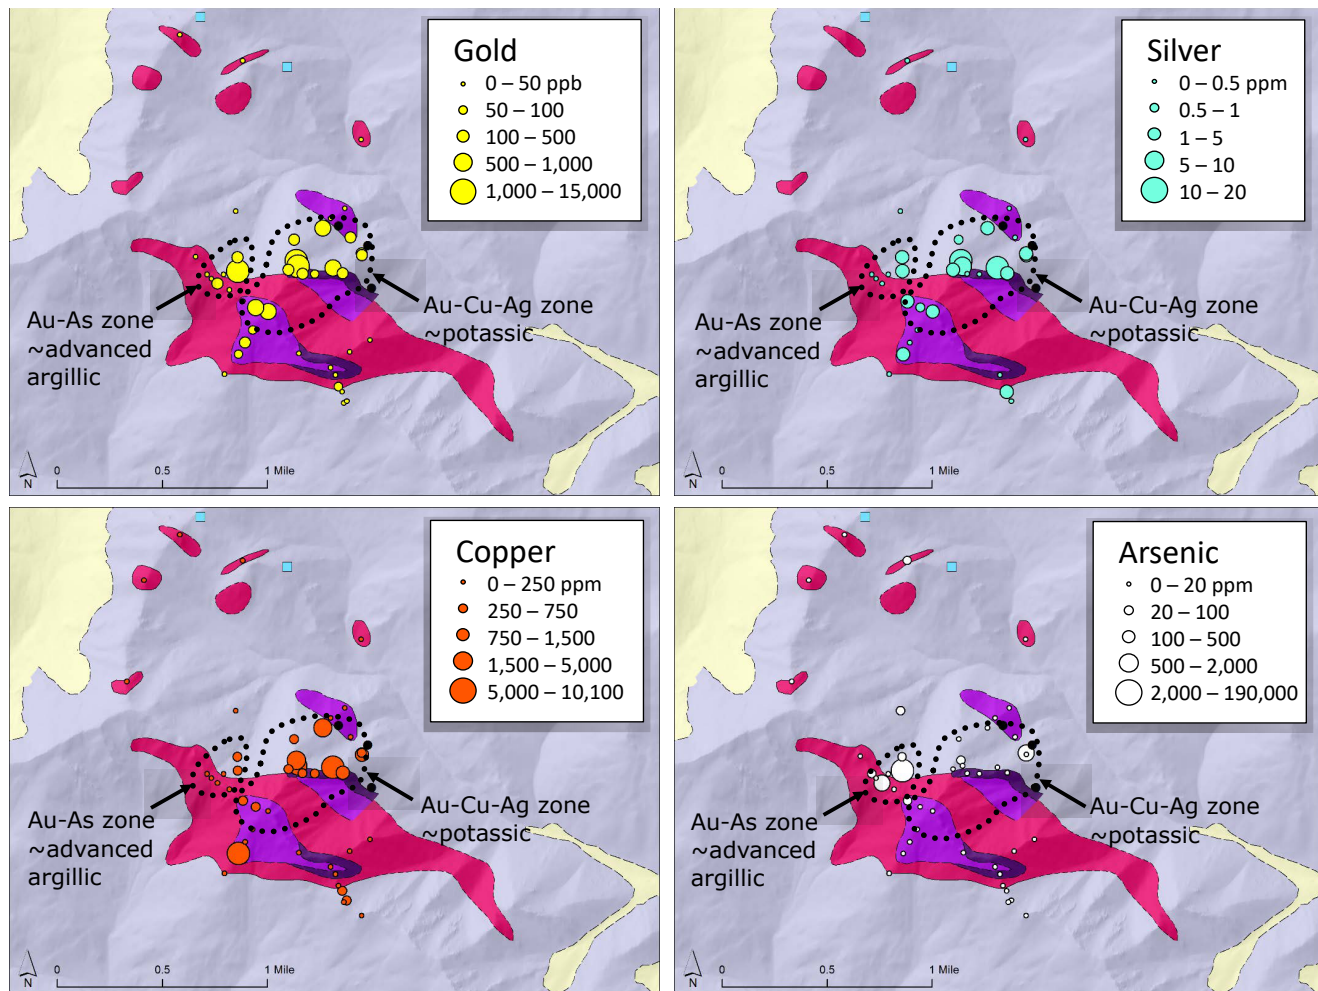 Gold
0 – 50 ppb
50 – 100
100 – 500
500 – 1,000
1,000 – 15,000
Au-As zone
~advanced
argillic
Au-Cu-Ag zone
~potassic
N
0
0.5
1 Mile
Silver
0 – 0.5 ppm
0.5 – 1
1 – 5
5 – 10
10 – 20
Au-As zone
~advanced
argillic
Au-Cu-Ag zone
~potassic
N
0
0.5
1 Mile
Copper
0 – 250 ppm
250 – 750
750 – 1,500
1,500 – 5,000
5,000 – 10,100
Au-As zone
~advanced
argillic
Au-Cu-Ag zone
~potassic
N
0
0.5
1 Mile
Arsenic
0 – 20 ppm
20 – 100
100 – 500
500 – 2,000
2,000 – 190,000
Au-As zone
~advanced
argillic
Au-Cu-Ag zone
~potassic
N
0
0.5
1 Mile